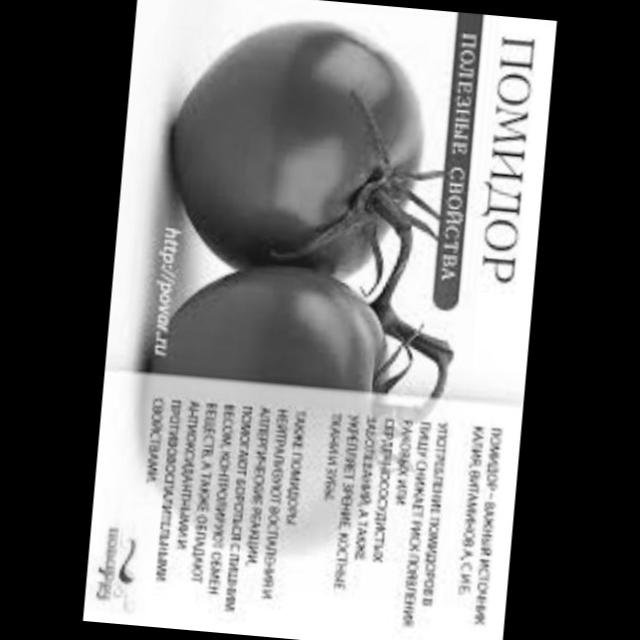 ПОМИДОР
ПОЛЕЗНЫЕ СВОЙСТВА
http://povar.ru
ПОМИДОР – ВАЖНЫЙ ИСТОЧНИК
КАЛИЯ, ВИТАМИНОВ А, С И Е.
УПОТРЕБЛЕНИЕ ПОМИДОРОВ В
ПИЩУ СНИЖАЕТ РИСК ПОЯВЛЕНИЯ
РАКОВЫХ ИЛИ
СЕРДЕЧНОСОСУДИСТЫХ
ЗАБОЛЕВАНИЙ, А ТАКЖЕ
УКРЕПЛЯЕТ ЗРЕНИЕ, КОСТНЫЕ
ТКАНИ И ЗУБЫ.
ТАКЖЕ ПОМИДОРЫ
НЕЙТРАЛИЗУЮТ ВОСПАЛЕНИЯ И
АЛЛЕРГИЧЕСКИЕ РЕАКЦИИ,
ПОМОГАЮТ БОРОТЬСЯ С ЛИШНИМ
ВЕСОМ, КОНТРОЛИРУЮТ ОБМЕН
ВЕЩЕСТВ, А ТАКЖЕ ОБЛАДАЮТ
АНТИОКСИДАНТНЫМИ И
ПРОТИВОВОСПАЛИТЕЛЬНЫМИ
СВОЙСТВАМИ.